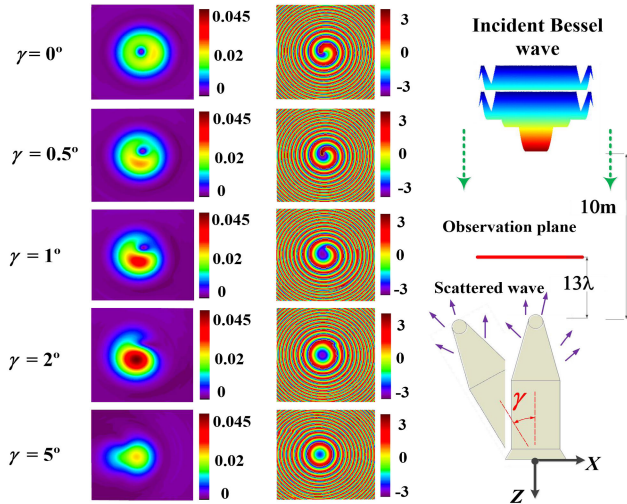 γ = 0°
0.045
0.02
0
3
0
-3
γ = 0.5°
0.045
0.02
0
3
0
-3
γ = 1°
0.045
0.02
0
3
0
-3
γ = 2°
0.045
0.02
0
3
0
-3
γ = 5°
0.045
0.02
0
3
0
-3
Incident Bessel
wave
10m
Observation plane
13λ
Scattered wave
γ
X
Z